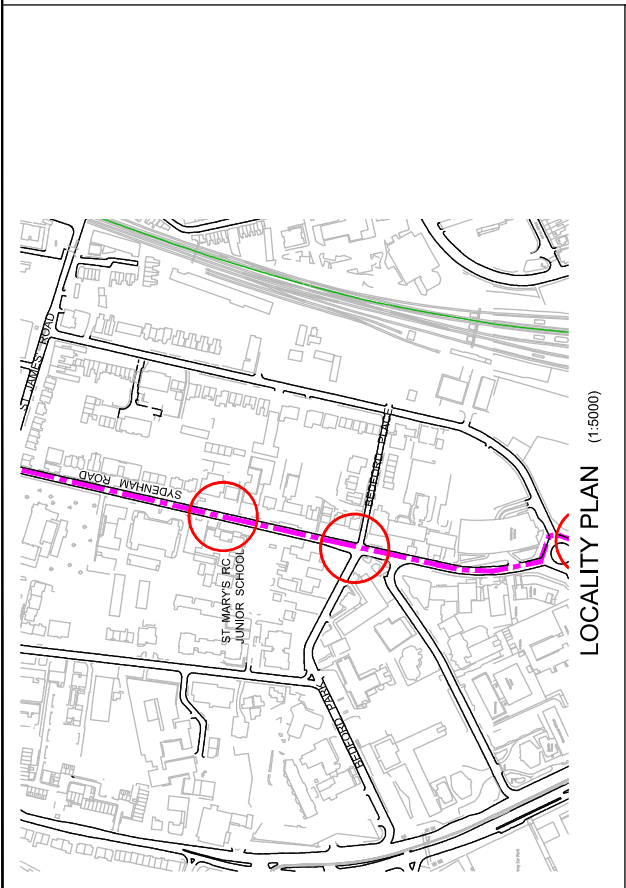 ST JAMES' ROAD
SYDENHAM ROAD
ST MARY'S RC
JUNIOR SCHOOL
BEDFORD PLACE
BEDFORD PARK
LOCALITY PLAN (1:5000)